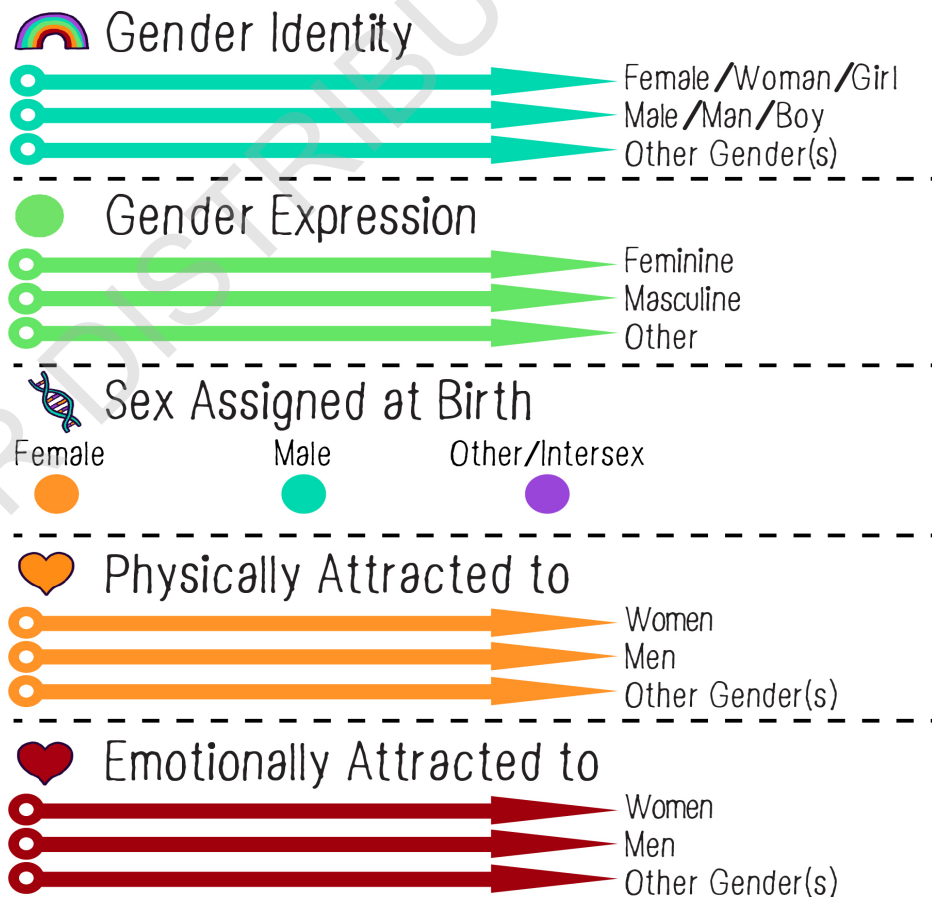 Gender Identity
Female/Woman/Girl
Male/Man/Boy
Other Gender(s)
Gender Expression
Feminine
Masculine
Other
Sex Assigned at Birth
Female Male Other/Intersex
Physically Attracted to
Women
Men
Other Gender(s)
Emotionally Attracted to
Women
Men
Other Gender(s)
R DISTRIBU